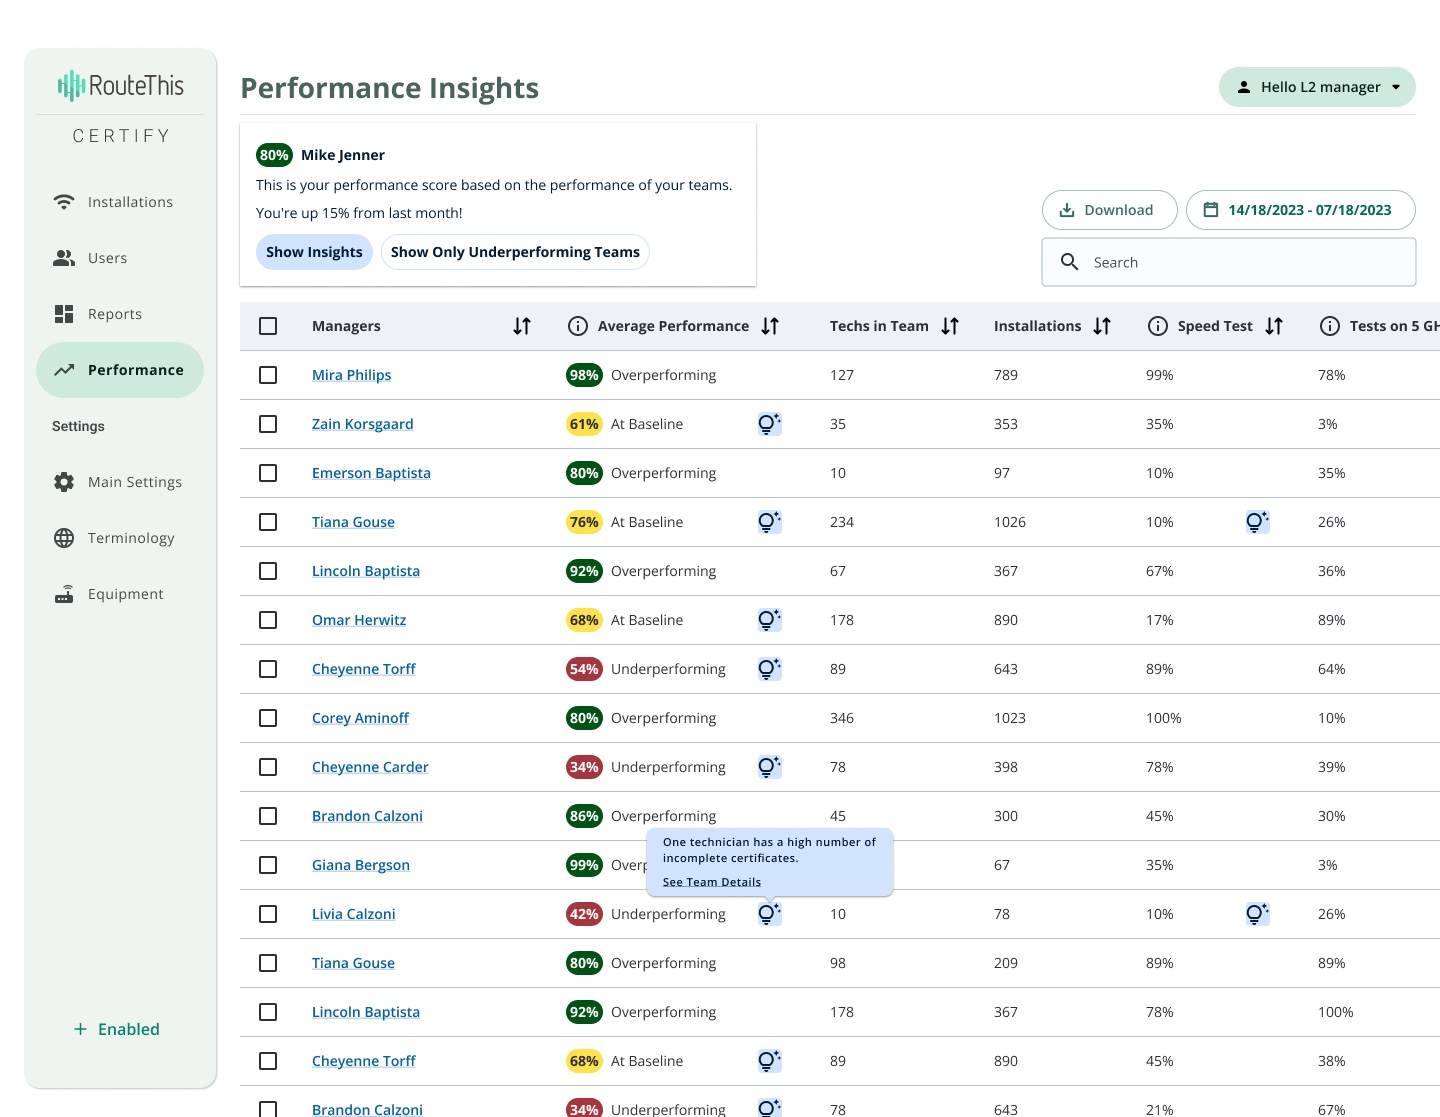 RouteThis
CERTIFY
Installations
Users
Reports
Performance
Settings
Main Settings
Terminology
Equipment
+ Enabled
Performance Insights
Hello L2 manager
80% Mike Jenner
This is your performance score based on the performance of your teams.
You're up 15% from last month!
Show Insights Show Only Underperforming Teams
Download 14/18/2023 - 07/18/2023
Search
Managers Average Performance Techs in Team Installations Speed Test Tests on 5 GH
Mira Philips 98% Overperforming 127 789 99% 78%
Zain Korsgaard 61% At Baseline 35 353 35% 3%
Emerson Baptista 80% Overperforming 10 97 10% 35%
Tiana Gouse 76% At Baseline 234 1026 10% 26%
Lincoln Baptista 92% Overperforming 67 367 67% 36%
Omar Herwitz 68% At Baseline 178 890 17% 89%
Cheyenne Torff 54% Underperforming 89 643 89% 64%
Corey Aminoff 80% Overperforming 346 1023 100% 10%
Cheyenne Carder 34% Underperforming 78 398 78% 39%
Brandon Calzoni 86% Overperforming 45 300 45% 30%
One technician has a high number of
incomplete certificates.
See Team Details
Giana Bergson 99% Overp 67 35% 3%
Livia Calzoni 42% Underperforming 10 78 10% 26%
Tiana Gouse 80% Overperforming 98 209 89% 89%
Lincoln Baptista 92% Overperforming 178 367 78% 100%
Cheyenne Torff 68% At Baseline 89 890 45% 38%
Brandon Calzoni 34% Underperforming 78 643 21% 67%